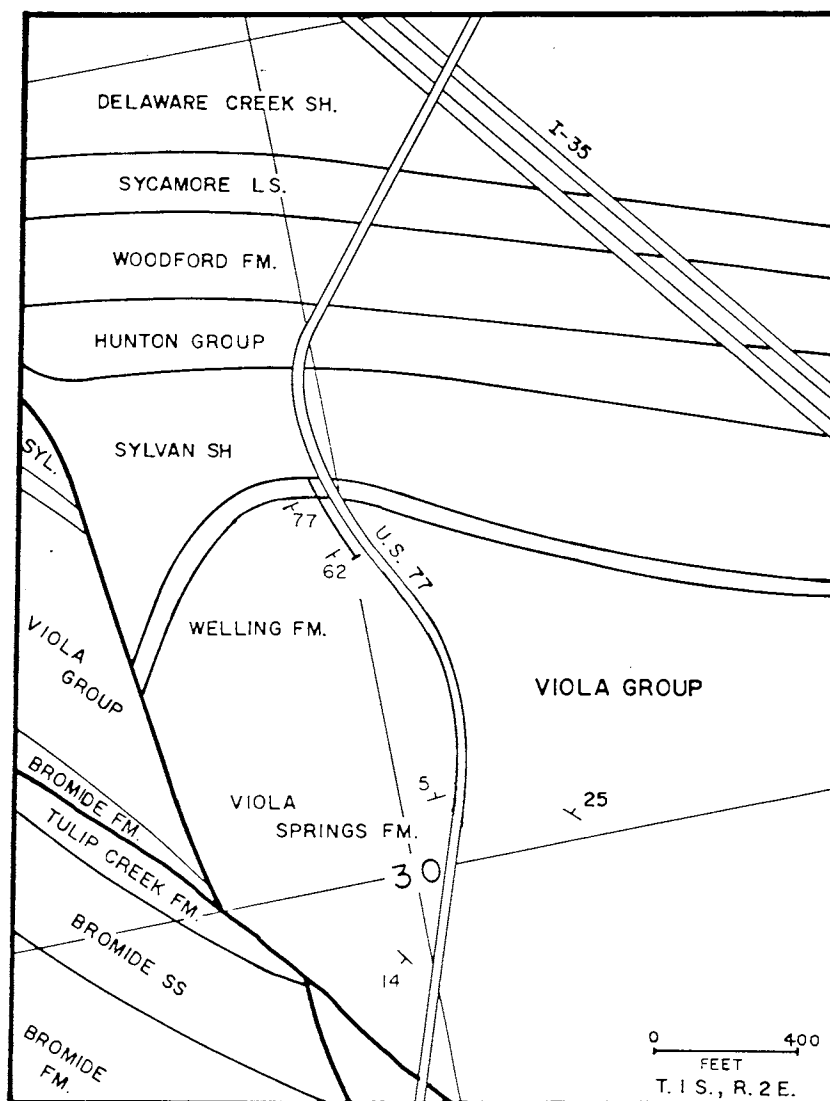 DELAWARE CREEK SH.
I-35
SYCAMORE LS.
WOODFORD FM.
HUNTON GROUP
SYL.
SYLVAN SH
77
U.S. 77
62
WELLING FM.
VIOLA
GROUP
VIOLA GROUP
BROMIDE FM.
5
25
VIOLA
SPRINGS FM.
TULIP CREEK FM.
30
BROMIDE SS
14
BROMIDE
FM.
0 400
FEET
T. 1 S., R. 2 E.